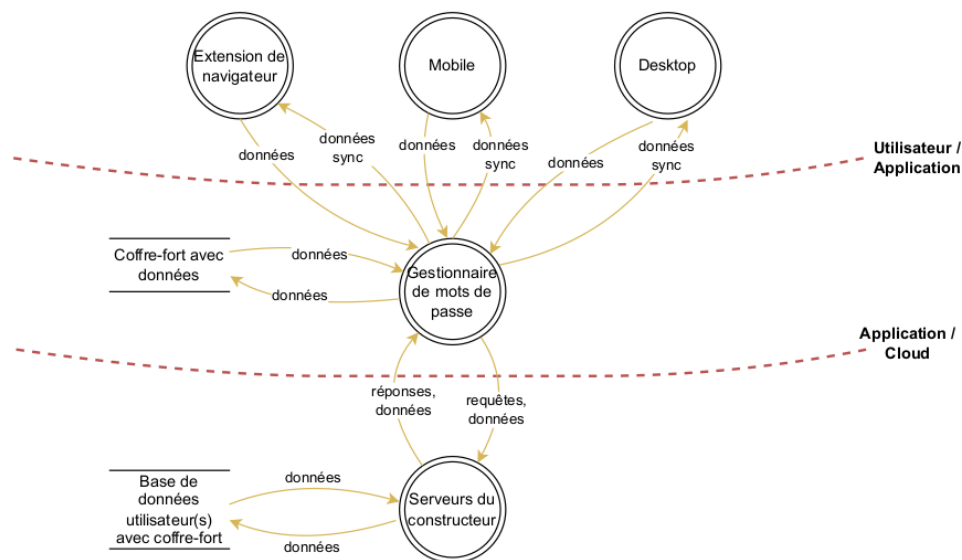 Extension de
navigateur
Mobile
Desktop
données
données
sync
données
données
sync
données
données
sync
Utilisateur /
Application
Coffre-fort avec
données
données
données
Gestionnaire
de mots de
passe
Application /
Cloud
réponses,
données
requêtes,
données
Base de
données
utilisateur(s)
avec coffre-fort
données
données
Serveurs du
constructeur